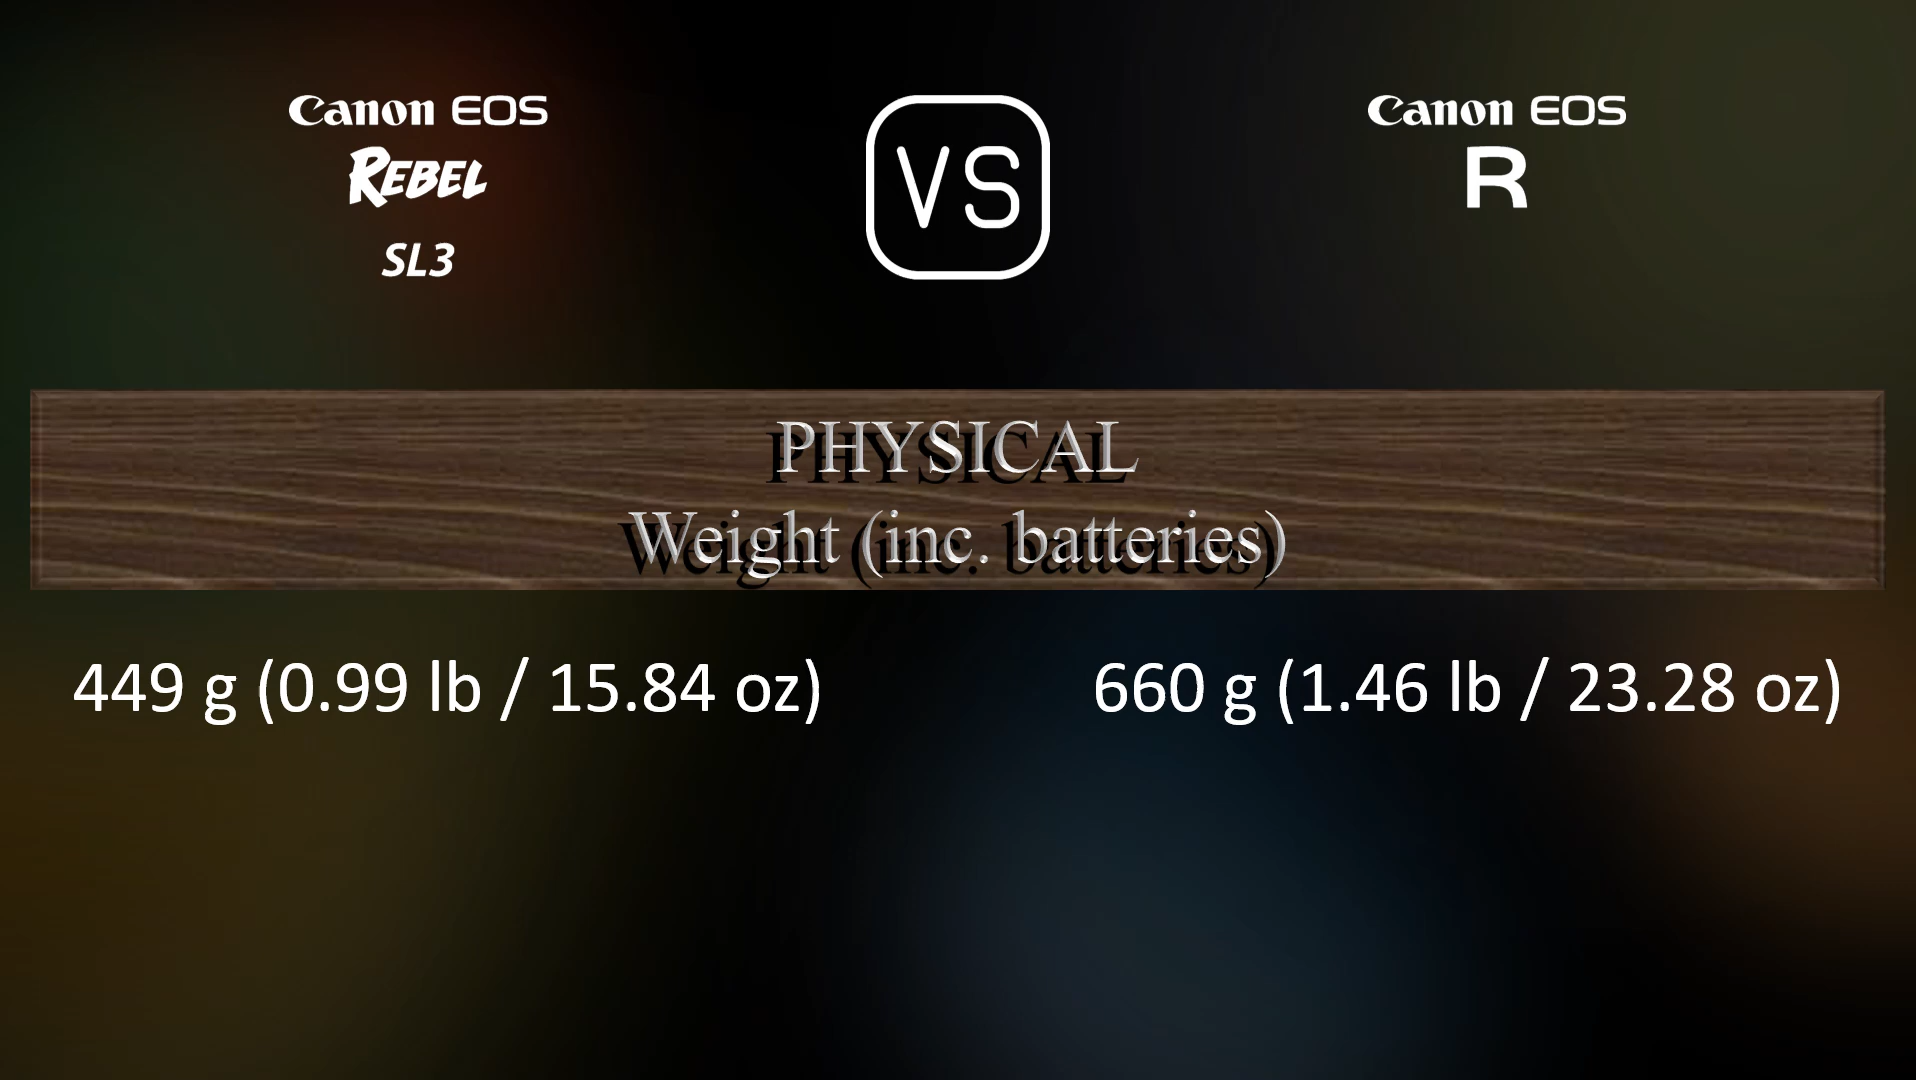 Canon EOS
REBEL
SL3
VS
Canon EOS
R
PHYSICAL
Weight (inc. batteries)
449 g (0.99 lb / 15.84 oz)
660 g (1.46 lb / 23.28 oz)